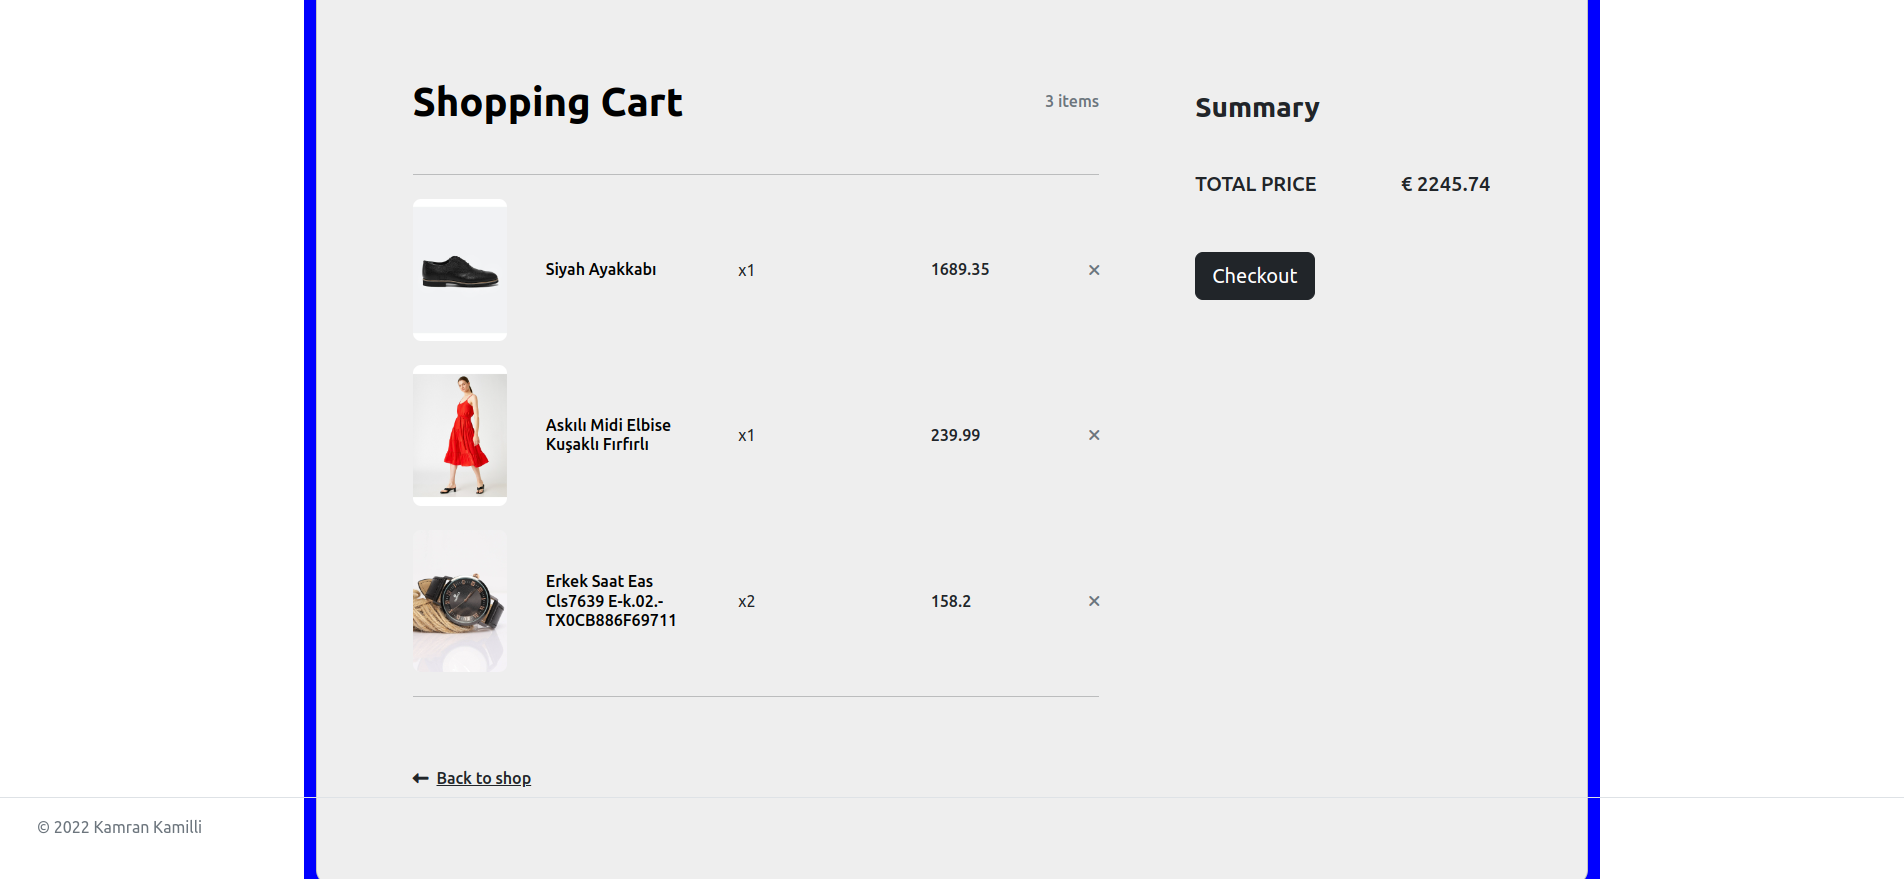 Shopping Cart
3 items
Summary
TOTAL PRICE
€ 2245.74
Checkout
Siyah Ayakkabı
x1
1689.35
×
Askılı Midi Elbise
Kuşaklı Fırfırlı
x1
239.99
×
Erkek Saat Eas
Cls7639 E-k.02.-
TX0CB886F69711
x2
158.2
×
← Back to shop
© 2022 Kamran Kamilli